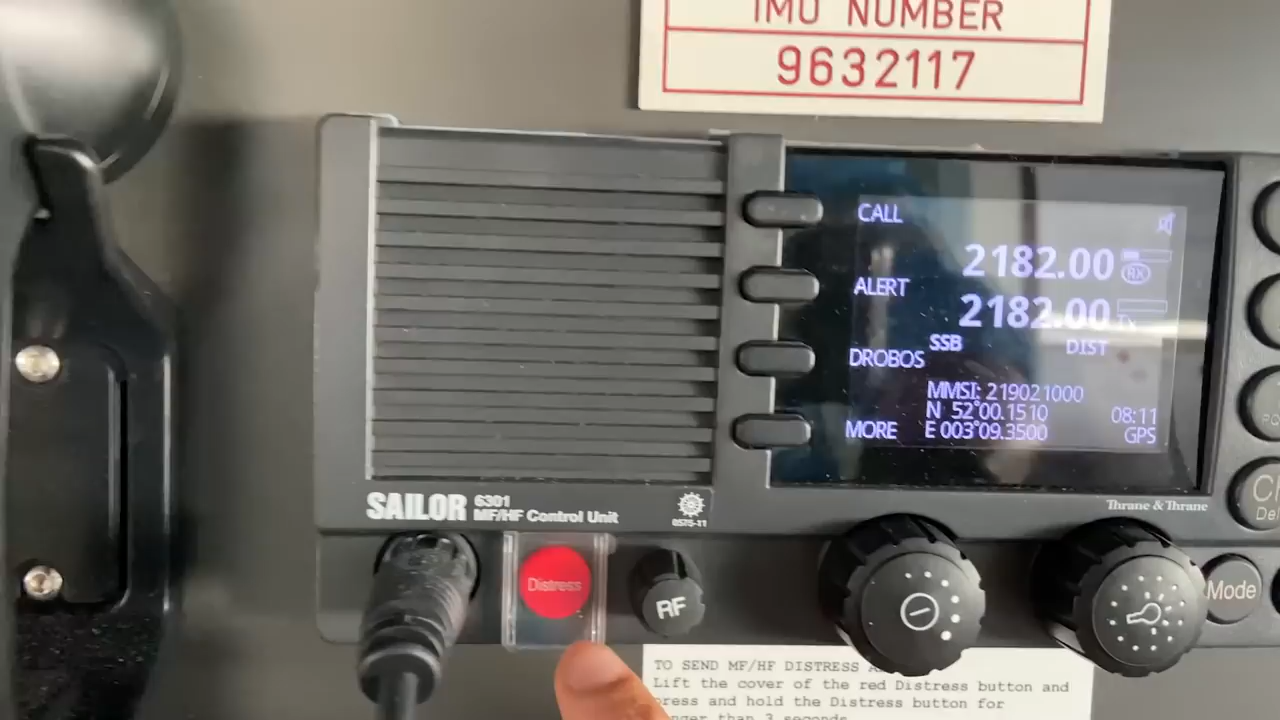 IMO NUMBER
9632117
CALL
2182.00
RX
ALERT
2182.00
SSB DIST
DROBOS
MMSI: 219021000
N 52°00.1510 08:11
MORE E 003°09.3500 GPS
SAILOR 6301
MF/HF Control Unit
0575-11
Thrane & Thrane
Distress
RF
Mode
TO SEND MF/HF DISTRESS
Lift the cover of the red Distress button and
press and hold the Distress button for
longer than 3 seconds